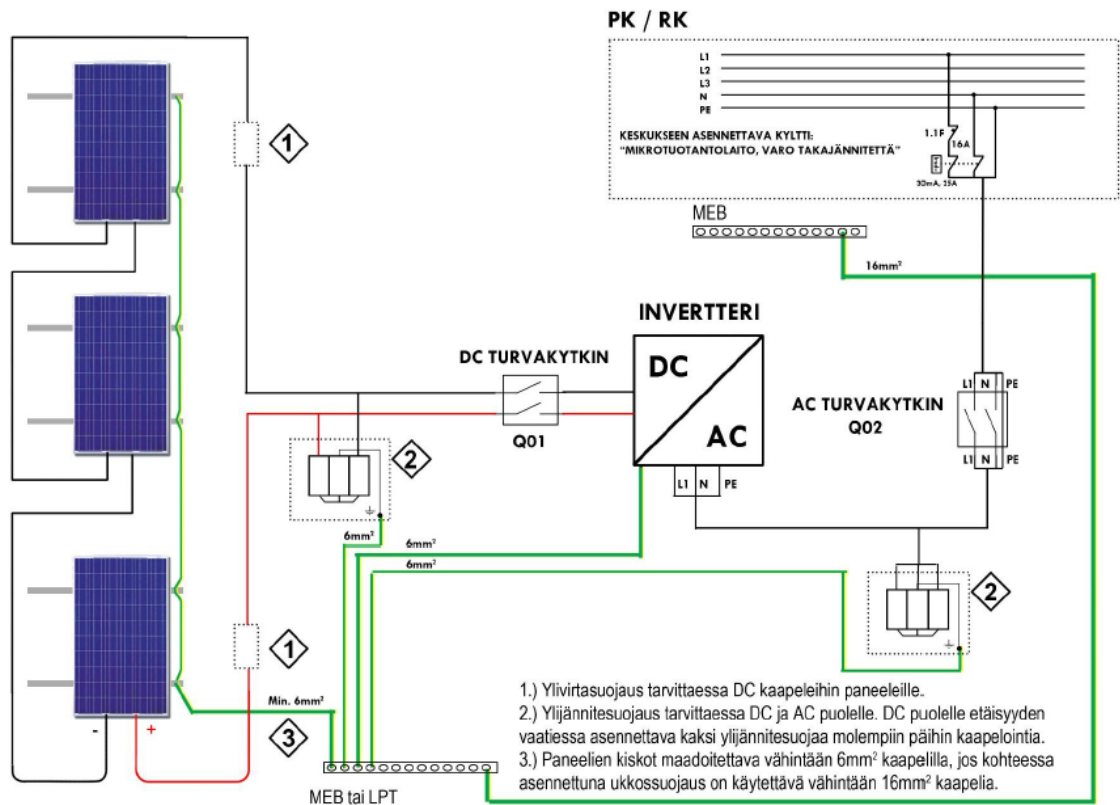 PK / RK
L1
L2
L3
N
PE
KESKUKSEEN ASENNETTAVA KYLTTI:
"MIKROTUOTANTOLAITO, VARO TAKAJÄNNITETTÄ"
1.1F
16A
30mA, 25A
MEB
16mm²
1
INVERTTERI
DC TURVAKYTKIN
DC
AC
Q01
AC TURVAKYTKIN
Q02
L1 N PE
L1 N PE
L1 N PE
2
6mm²
6mm²
6mm²
2
1
Min. 6mm²
3
- +
MEB tai LPT
1.) Ylivirtasuojaus tarvittaessa DC kaapeleihin paneeleille.
2.) Ylijännitesuojaus tarvittaessa DC ja AC puolelle. DC puolelle etäisyyden
vaatiessa asennettava kaksi ylijännitesuojaa molempiin päihin kaapelointia.
3.) Paneelien kiskot maadoitettava vähintään 6mm² kaapelilla, jos kohteessa
asennettuna ukkossuojaus on käytettävä vähintään 16mm² kaapelia.